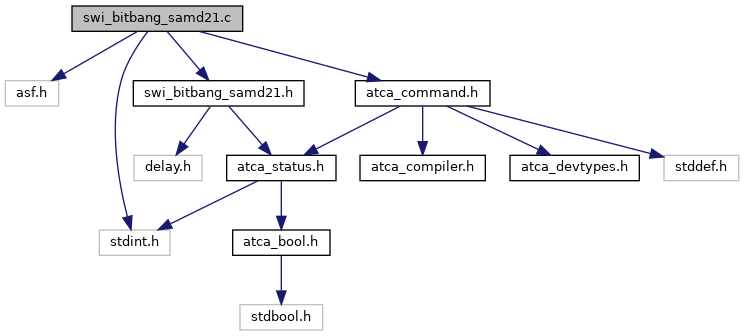 swi_bitbang_samd21.c
asf.h
swi_bitbang_samd21.h
atca_command.h
delay.h
atca_status.h
atca_compiler.h
atca_devtypes.h
stddef.h
stdint.h
atca_bool.h
stdbool.h